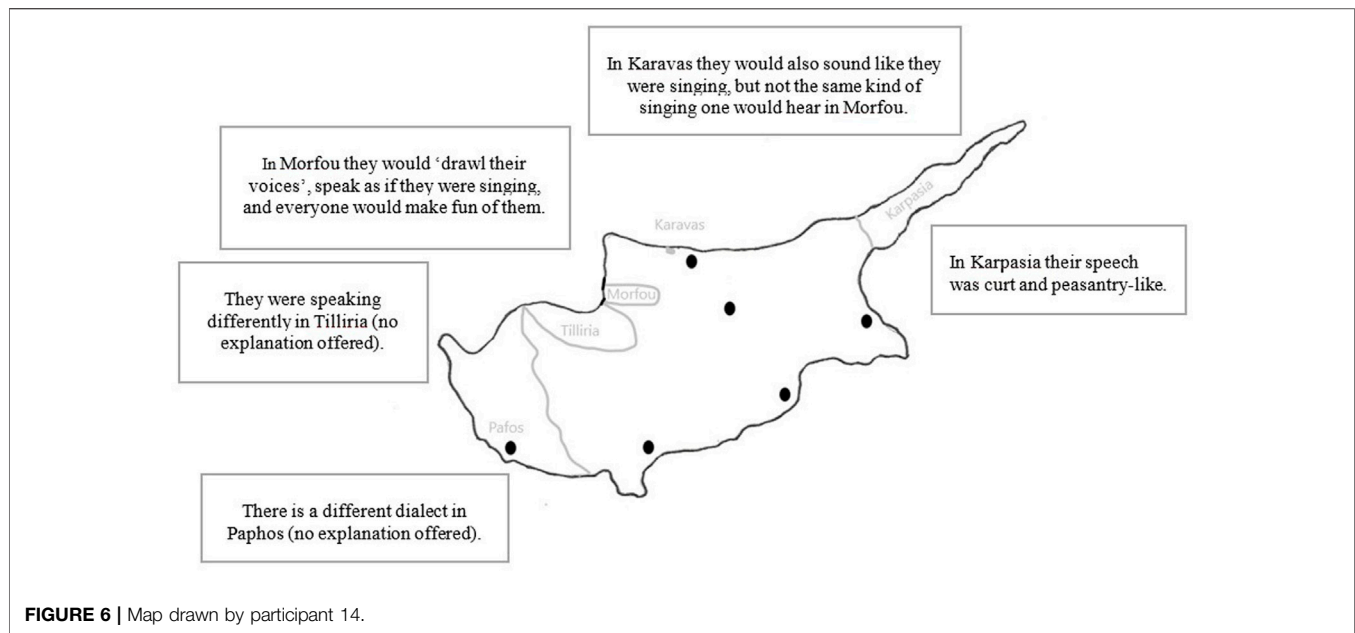 In Karavas they would also sound like they
were singing, but not the same kind of
singing one would hear in Morfou.
In Morfou they would ‘drawl their
voices’, speak as if they were singing,
and everyone would make fun of them.
Karpasia
Karavas
In Karpasia their speech
was curt and peasantry-like.
They were speaking
differently in Tilliria (no
explanation offered).
Morfou
Tilliria
Pafos
There is a different dialect in
Paphos (no explanation offered).
FIGURE 6 | Map drawn by participant 14.